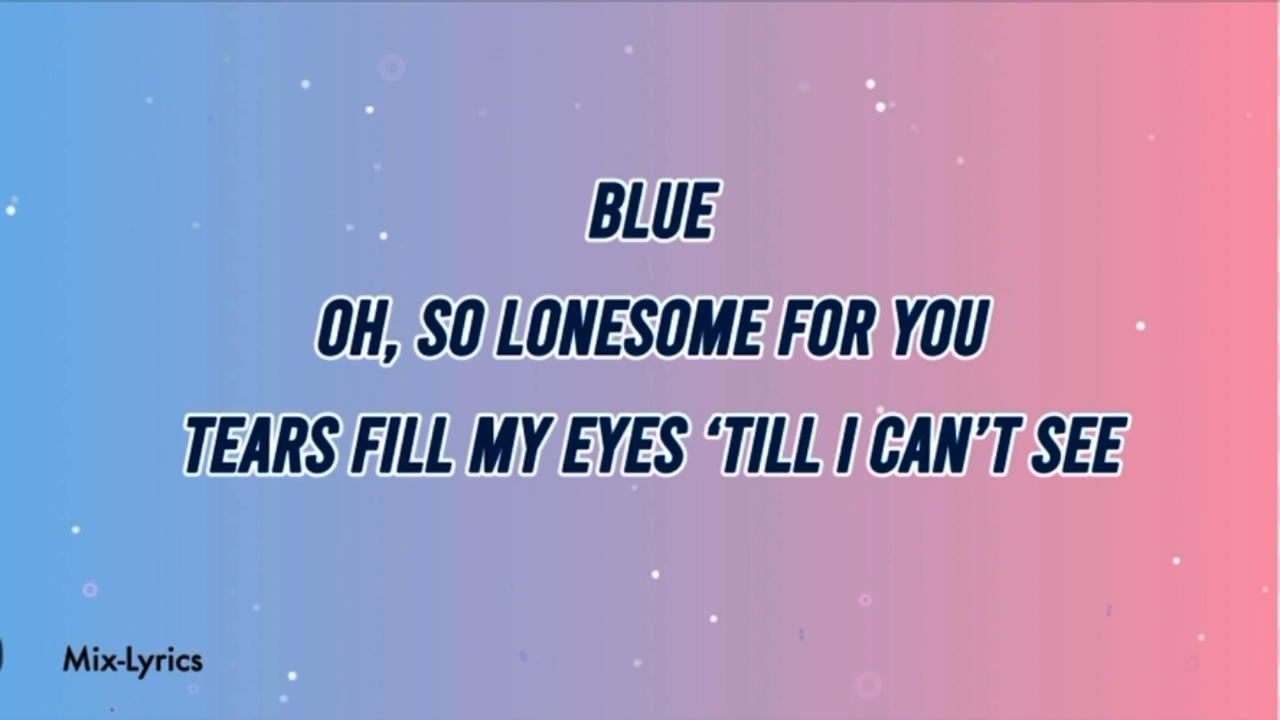 BLUE
OH, SO LONESOME FOR YOU
TEARS FILL MY EYES ‘TILL I CAN’T SEE
Mix-Lyrics